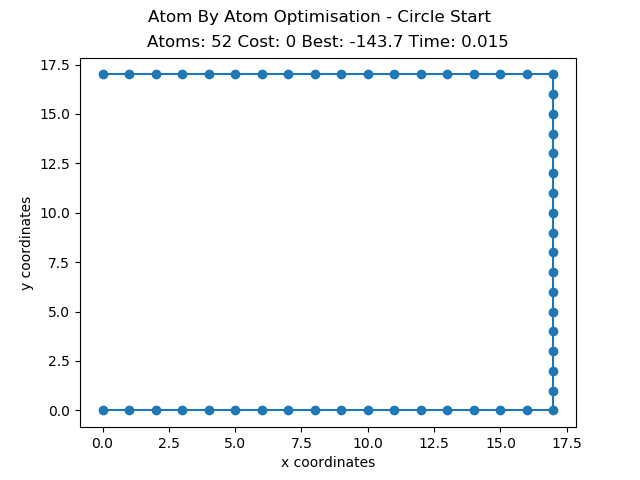 Atom By Atom Optimisation - Circle Start
Atoms: 52 Cost: 0 Best: -143.7 Time: 0.015
17.5
15.0
12.5
10.0
7.5
5.0
2.5
0.0
y coordinates
0.0 2.5 5.0 7.5 10.0 12.5 15.0 17.5
x coordinates